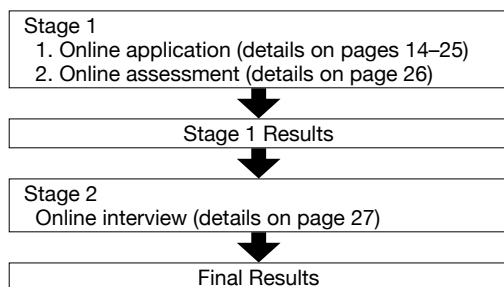 Stage 1
1. Online application (details on pages 14–25)
2. Online assessment (details on page 26)
Stage 1 Results
Stage 2
Online interview (details on page 27)
Final Results